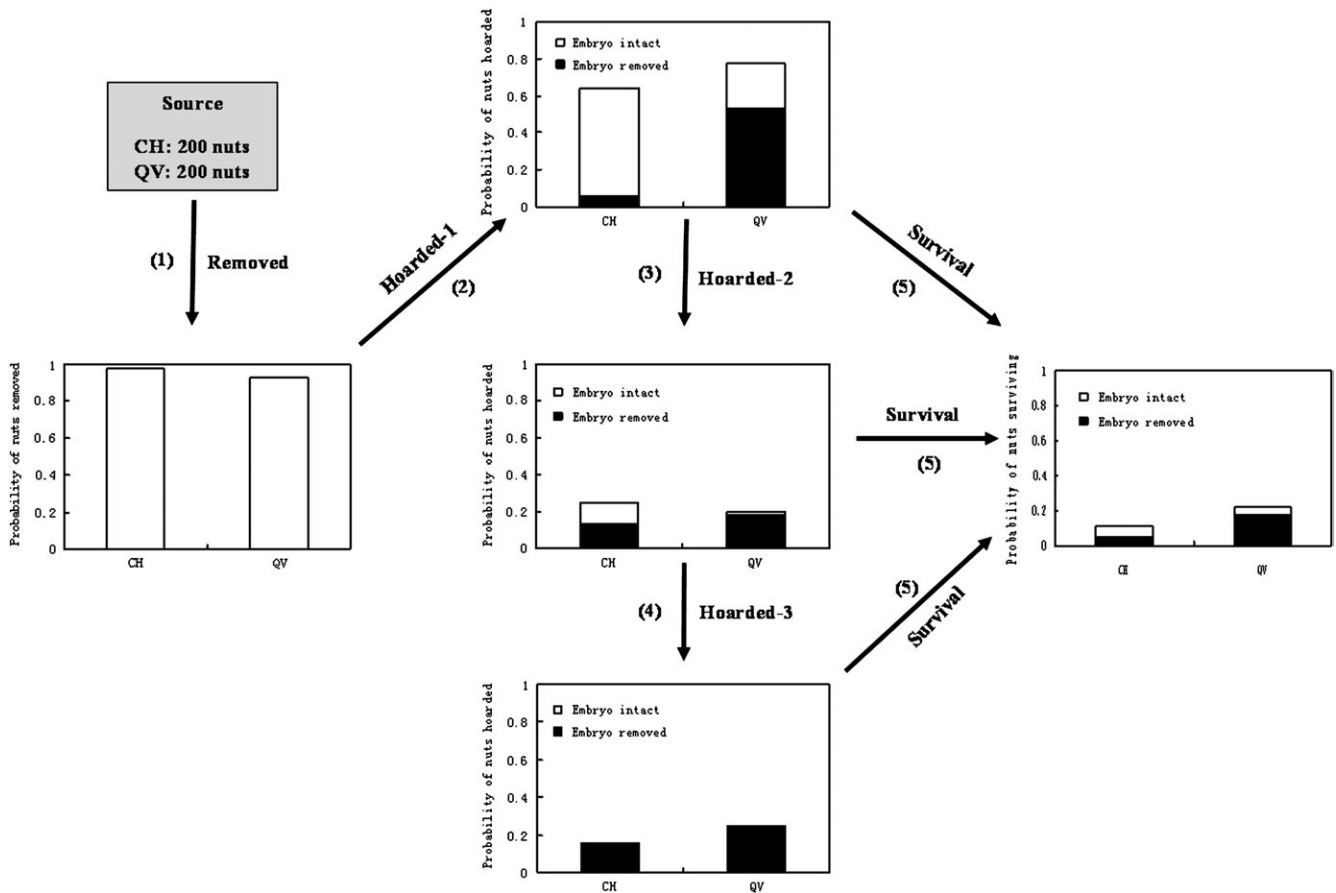 Source
CH: 200 nuts
QV: 200 nuts
(1) Removed
Probability of nuts removed
1
0.8
0.6
0.4
0.2
0
CH QV
Hoarded-1
(2)
Probability of nuts hoarded
1
0.8
0.6
0.4
0.2
0
Embryo intact
Embryo removed
CH QV
(3) Hoarded-2
Survival
(5)
Probability of nuts hoarded
1
0.8
0.6
0.4
0.2
0
Embryo intact
Embryo removed
CH QV
Survival
(5)
(4) Hoarded-3
Probability of nuts hoarded
1
0.8
0.6
0.4
0.2
0
Embryo intact
Embryo removed
CH QV
(5)
Survival
Probability of nuts surviving
1
0.8
0.6
0.4
0.2
0
Embryo intact
Embryo removed
CH QV